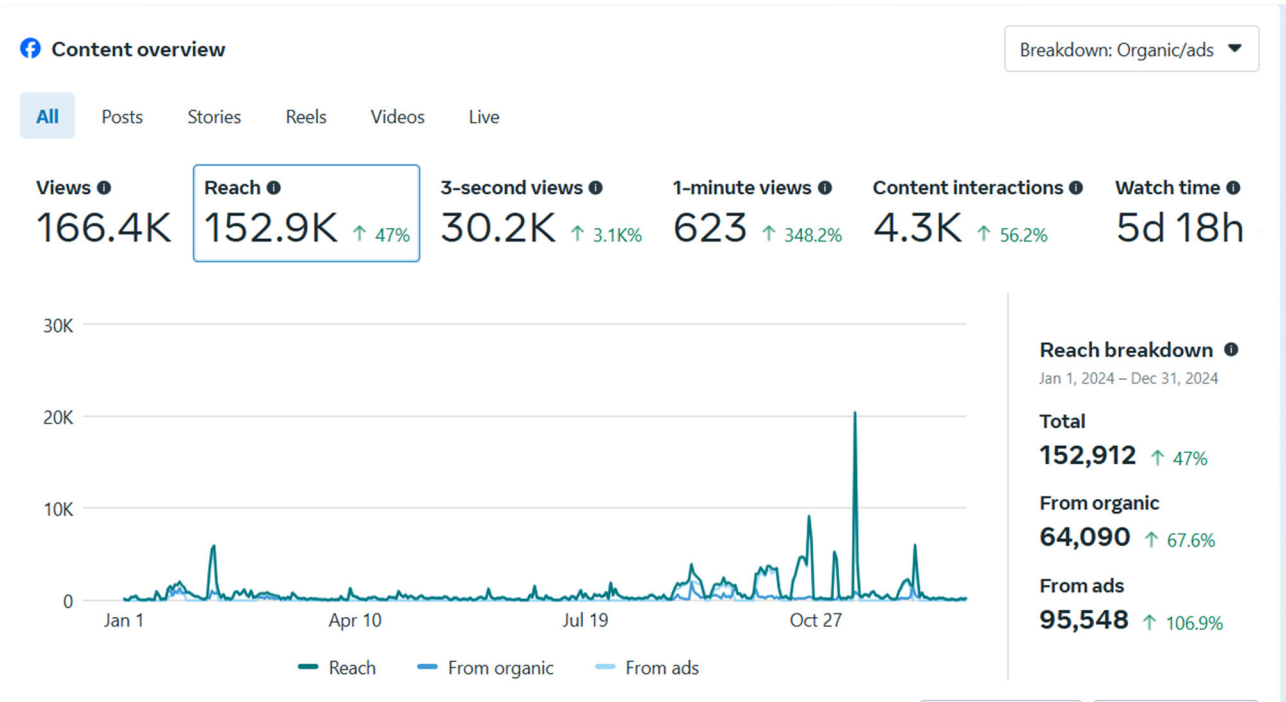 Content overview
Breakdown: Organic/ads
All Posts Stories Reels Videos Live
Views Reach 3-second views 1-minute views Content interactions Watch time
166.4K 152.9K ↑ 47% 30.2K ↑ 3.1K% 623 ↑ 348.2% 4.3K ↑ 56.2% 5d 18h
30K
20K
10K
0
Jan 1 Apr 10 Jul 19 Oct 27
Reach From organic From ads
Reach breakdown
Jan 1, 2024 – Dec 31, 2024
Total
152,912 ↑ 47%
From organic
64,090 ↑ 67.6%
From ads
95,548 ↑ 106.9%